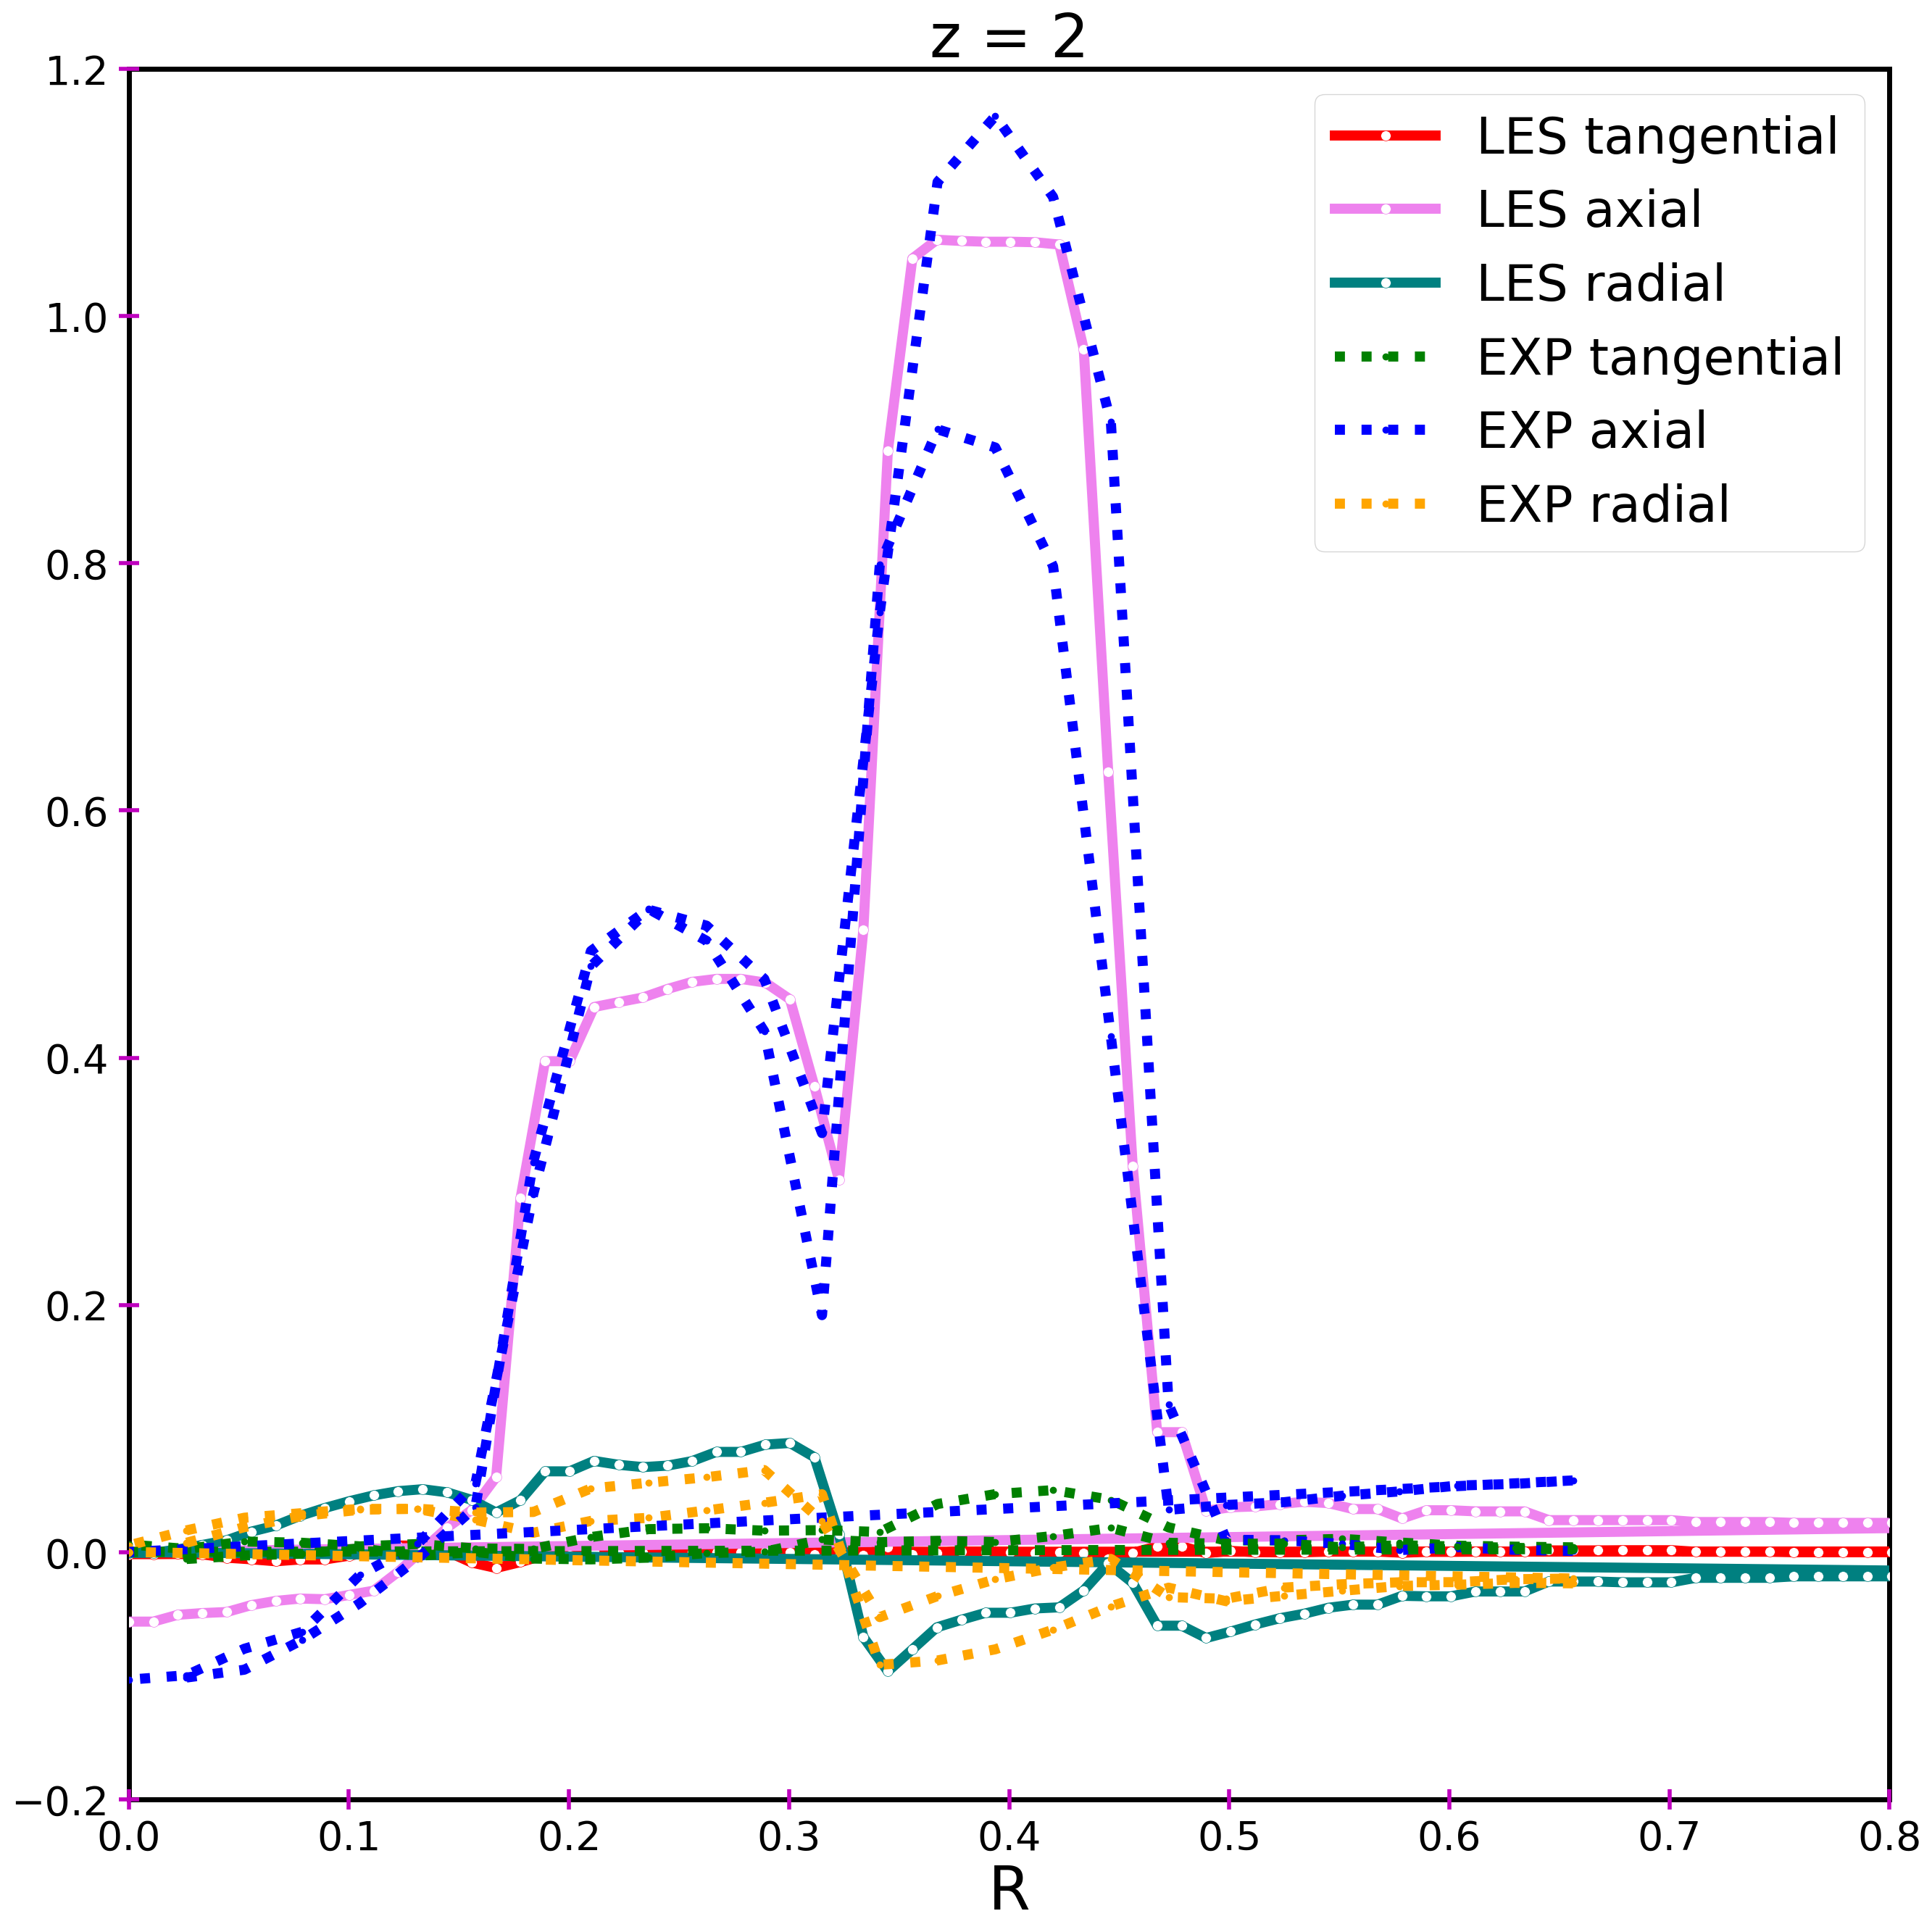 z = 2
1.2
1.0
0.8
0.6
0.4
0.2
0.0
−0.2
LES tangential
LES axial
LES radial
EXP tangential
EXP axial
EXP radial
0.0 0.1 0.2 0.3 0.4 0.5 0.6 0.7 0.8
R